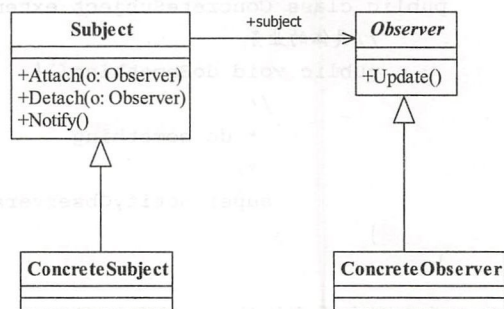 Subject
+subject
Observer
+Attach(o: Observer)
+Detach(o: Observer)
+Notify()
+Update()
ConcreteSubject
ConcreteObserver